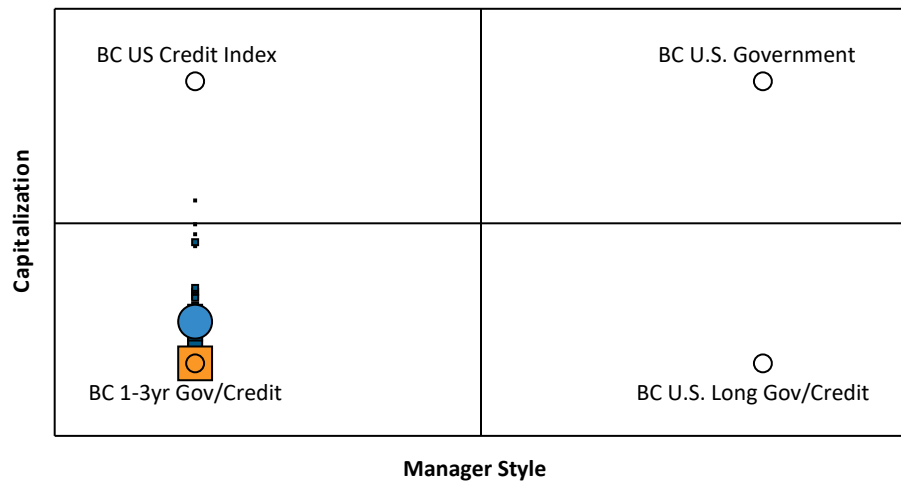 BC US Credit Index
BC U.S. Government
Capitalization
BC 1-3yr Gov/Credit
BC U.S. Long Gov/Credit
Manager Style